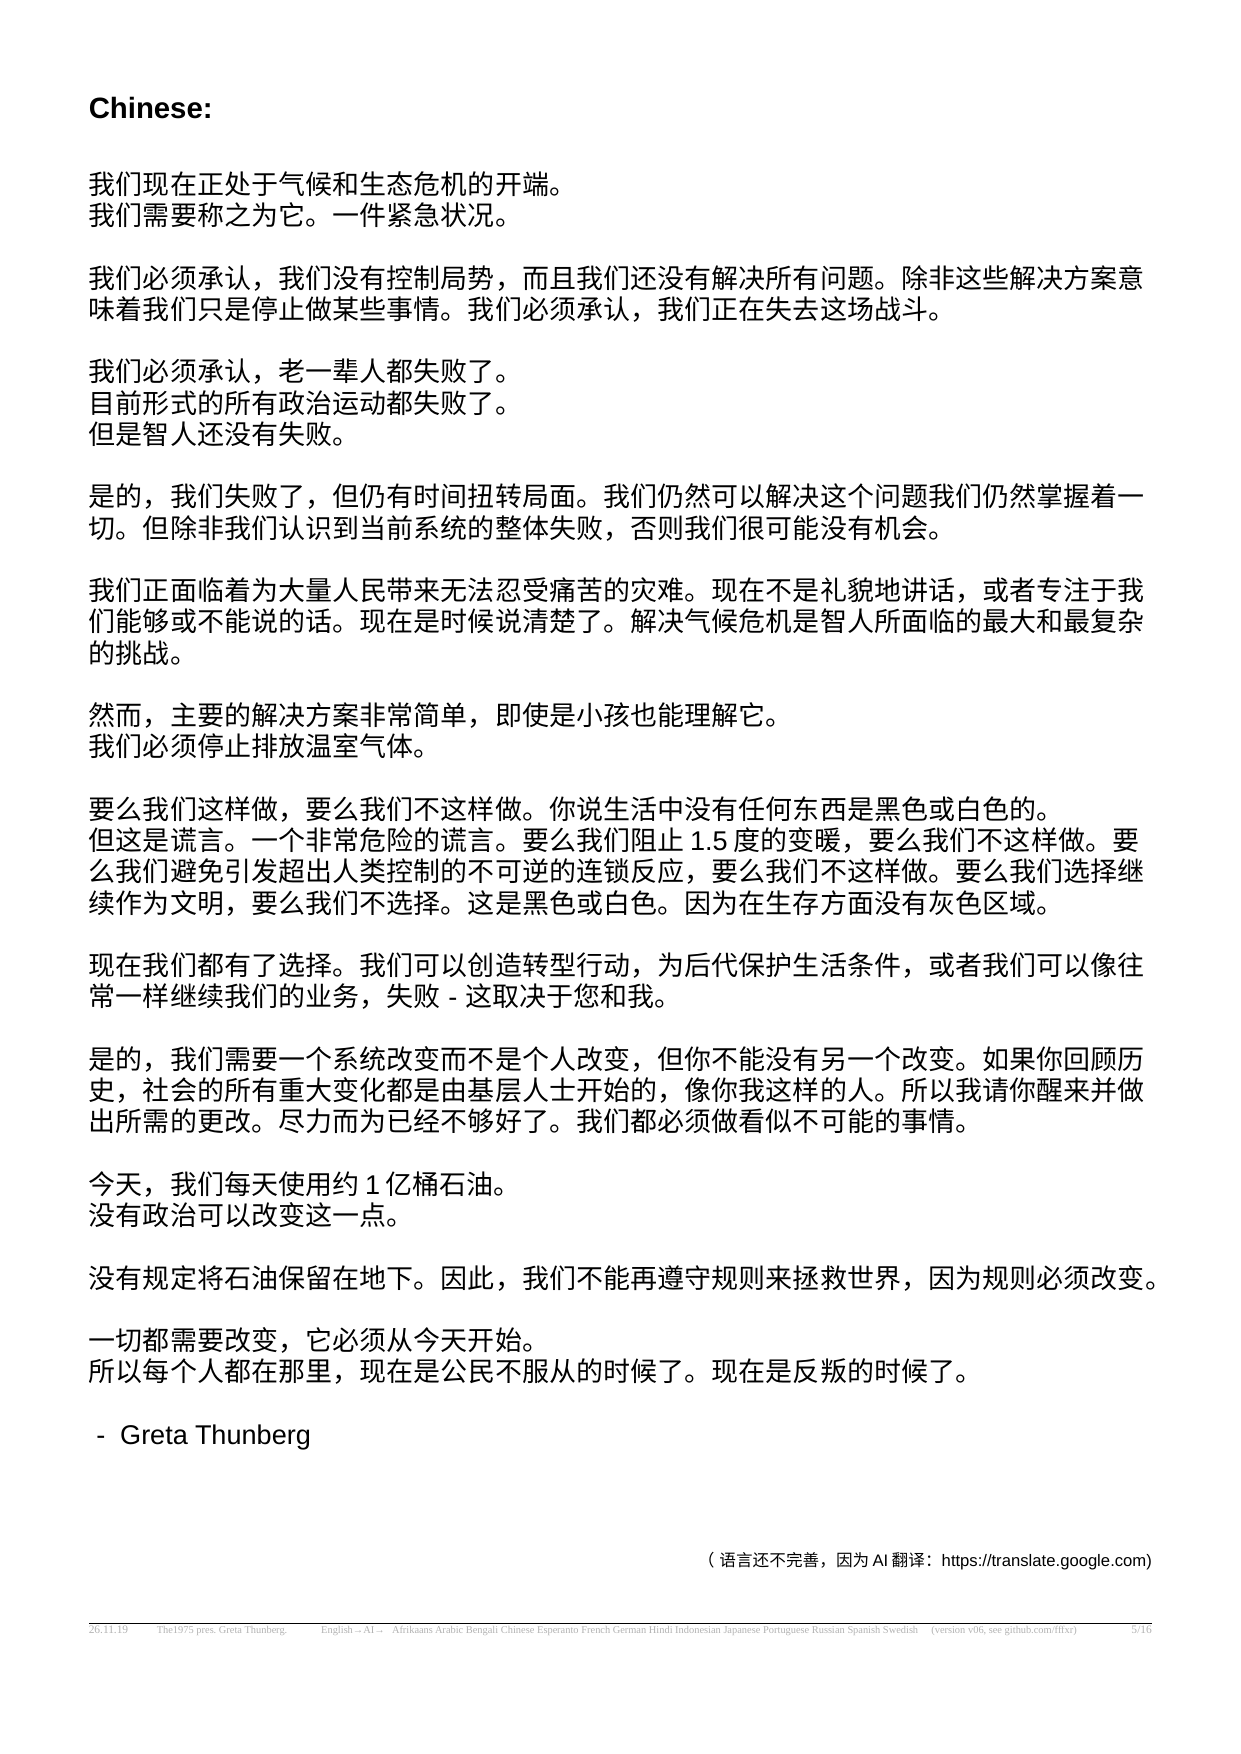 Chinese:
我们现在正处于气候和生态危机的开端。
我们需要称之为它。一件紧急状况。
我们必须承认，我们没有控制局势，而且我们还没有解决所有问题。除非这些解决方案意
味着我们只是停止做某些事情。我们必须承认，我们正在失去这场战斗。
我们必须承认，老一辈人都失败了。
目前形式的所有政治运动都失败了。
但是智人还没有失败。
是的，我们失败了，但仍有时间扭转局面。我们仍然可以解决这个问题我们仍然掌握着一
切。但除非我们认识到当前系统的整体失败，否则我们很可能没有机会。
我们正面临着为大量人民带来无法忍受痛苦的灾难。现在不是礼貌地讲话，或者专注于我
们能够或不能说的话。现在是时候说清楚了。解决气候危机是智人所面临的最大和最复杂
的挑战。
然而，主要的解决方案非常简单，即使是小孩也能理解它。
我们必须停止排放温室气体。
要么我们这样做，要么我们不这样做。你说生活中没有任何东西是黑色或白色的。
但这是谎言。一个非常危险的谎言。要么我们阻止 1.5 度的变暖，要么我们不这样做。要
么我们避免引发超出人类控制的不可逆的连锁反应，要么我们不这样做。要么我们选择继
续作为文明，要么我们不选择。这是黑色或白色。因为在生存方面没有灰色区域。
现在我们都有了选择。我们可以创造转型行动，为后代保护生活条件，或者我们可以像往
常一样继续我们的业务，失败 - 这取决于您和我。
是的，我们需要一个系统改变而不是个人改变，但你不能没有另一个改变。如果你回顾历
史，社会的所有重大变化都是由基层人士开始的，像你我这样的人。所以我请你醒来并做
出所需的更改。尽力而为已经不够好了。我们都必须做看似不可能的事情。
今天，我们每天使用约 1 亿桶石油。
没有政治可以改变这一点。
没有规定将石油保留在地下。因此，我们不能再遵守规则来拯救世界，因为规则必须改变。
一切都需要改变，它必须从今天开始。
所以每个人都在那里，现在是公民不服从的时候了。现在是反叛的时候了。
- Greta Thunberg
（ 语言还不完善，因为 AI 翻译：https://translate.google.com)
26.11.19 The1975 pres. Greta Thunberg. English→AI→ Afrikaans Arabic Bengali Chinese Esperanto French German Hindi Indonesian Japanese Portuguese Russian Spanish Swedish (version v06, see github.com/fffxr) 5/16